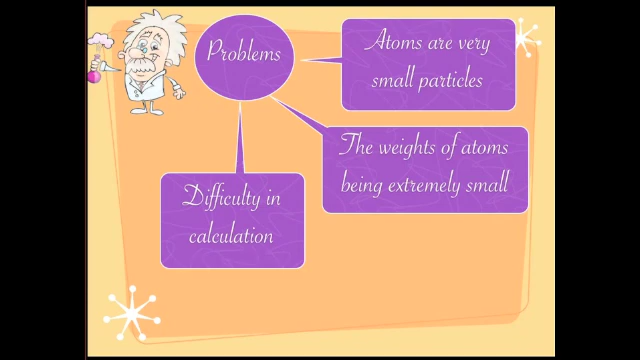 Problems
Atoms are very
small particles
The weights of atoms
being extremely small
Difficulty in
calculation